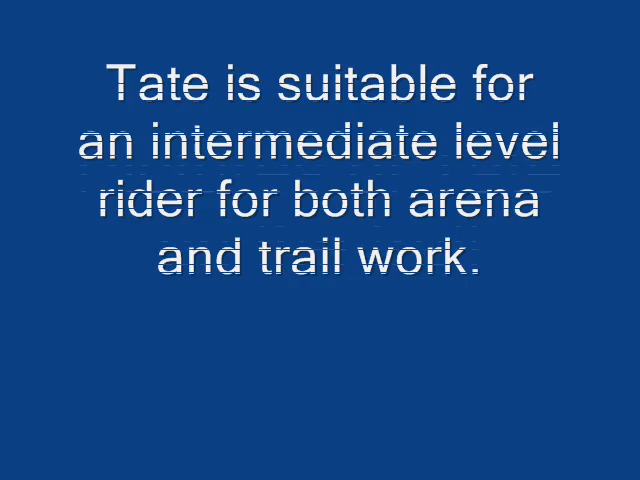 Tate is suitable for
an intermediate level
rider for both arena
and trail work.